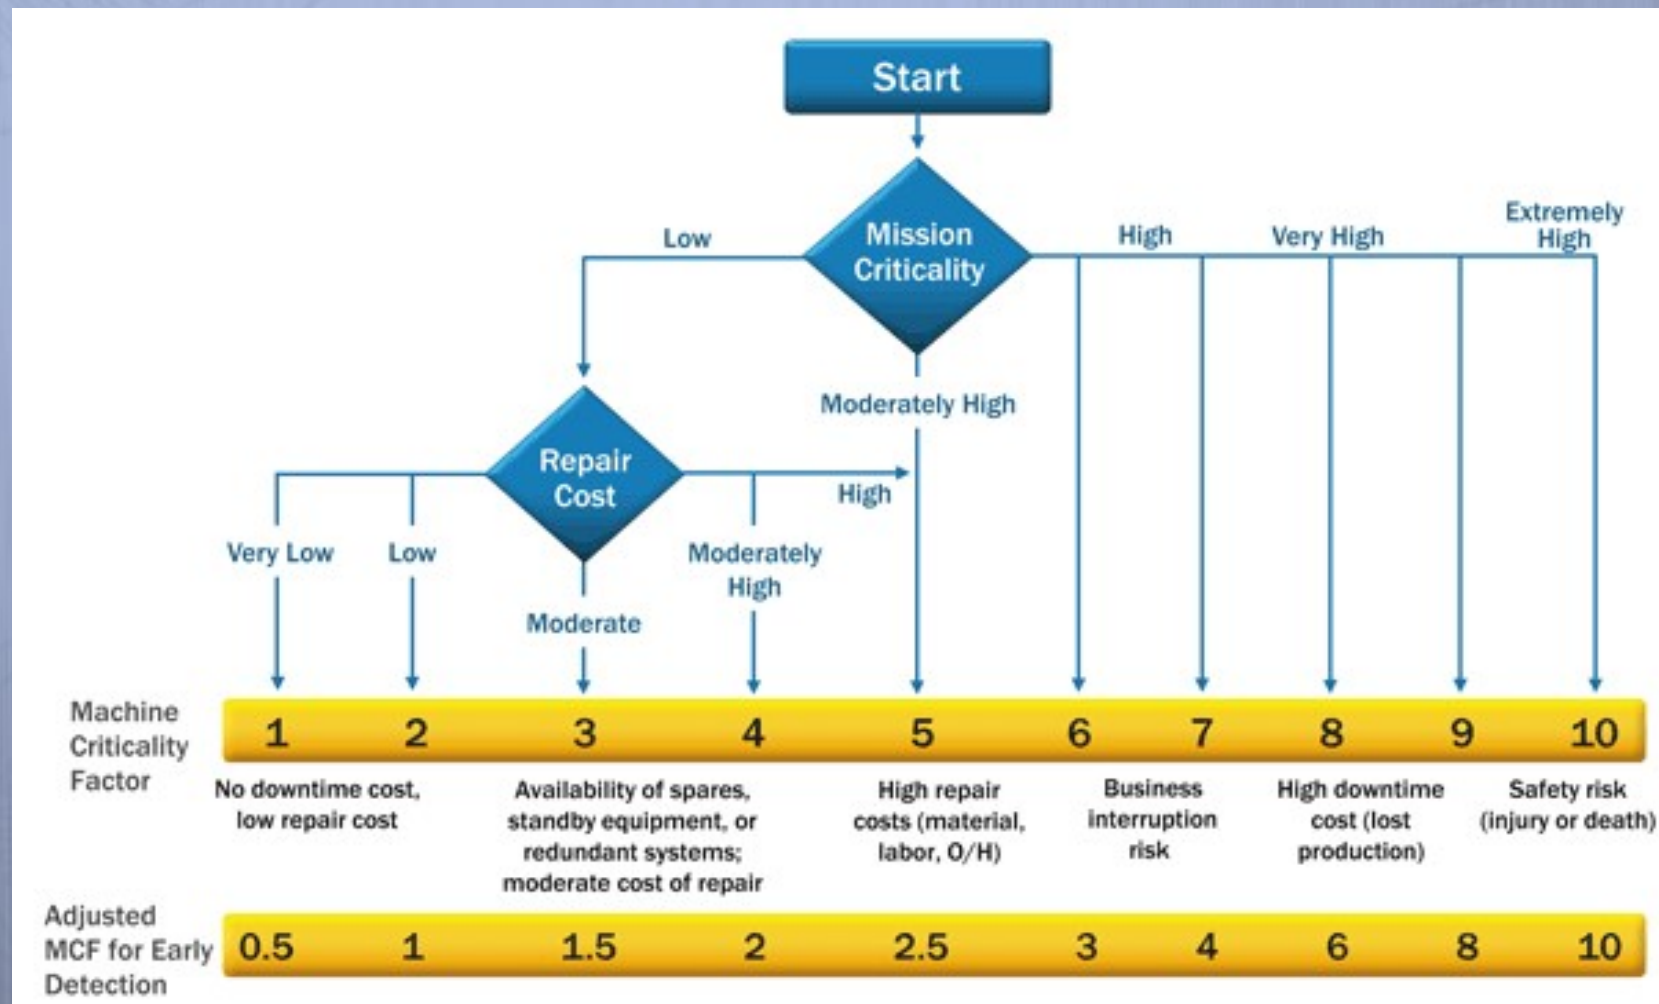 Start
Mission
Criticality
Low
High
Very High
Extremely
High
Moderately High
Repair
Cost
High
Very Low
Low
Moderately
High
Moderate
Machine
Criticality
Factor
1 2 3 4 5 6 7 8 9 10
No downtime cost,
low repair cost
Availability of spares,
standby equipment, or
redundant systems;
moderate cost of repair
High repair
costs (material,
labor, O/H)
Business
interruption
risk
High downtime
cost (lost
production)
Safety risk
(injury or death)
Adjusted
MCF for Early
Detection
0.5 1 1.5 2 2.5 3 4 6 8 10